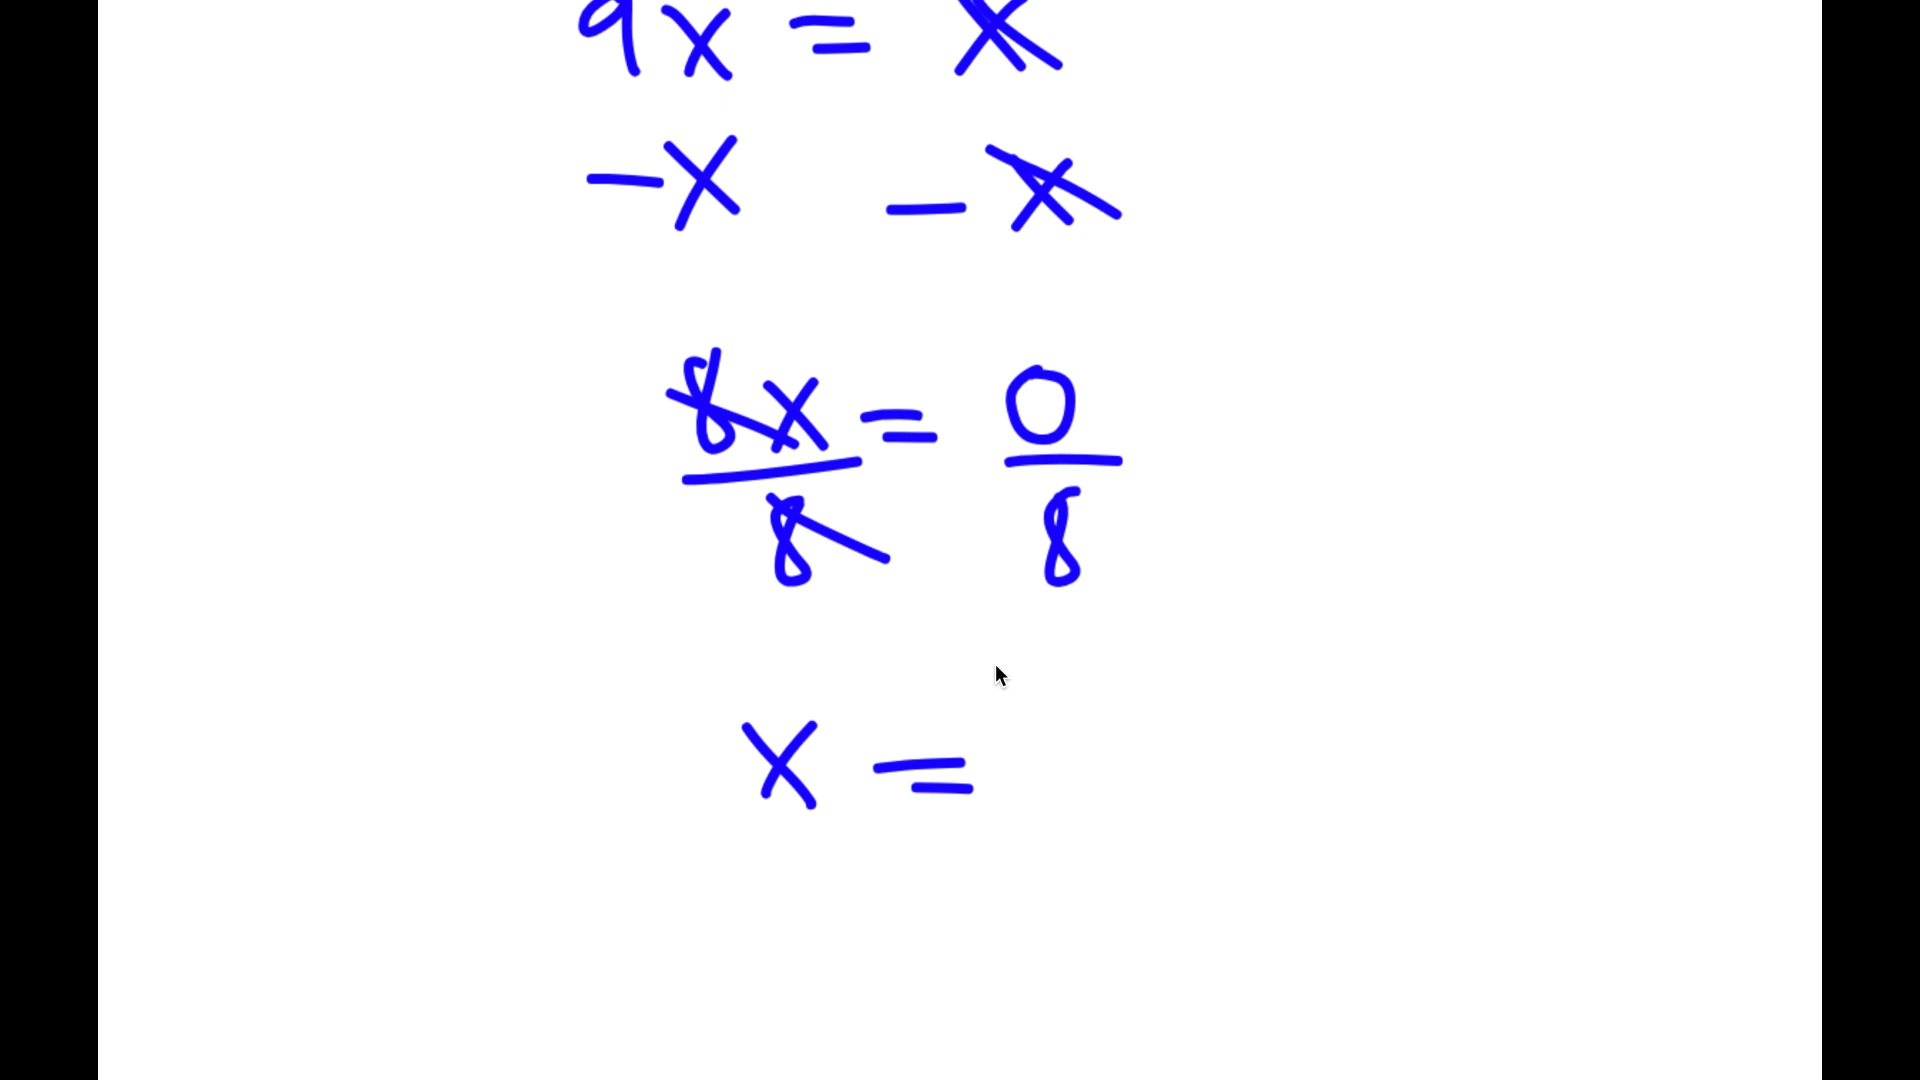 9x = x
-x -x
8x = 0
8 8
x =